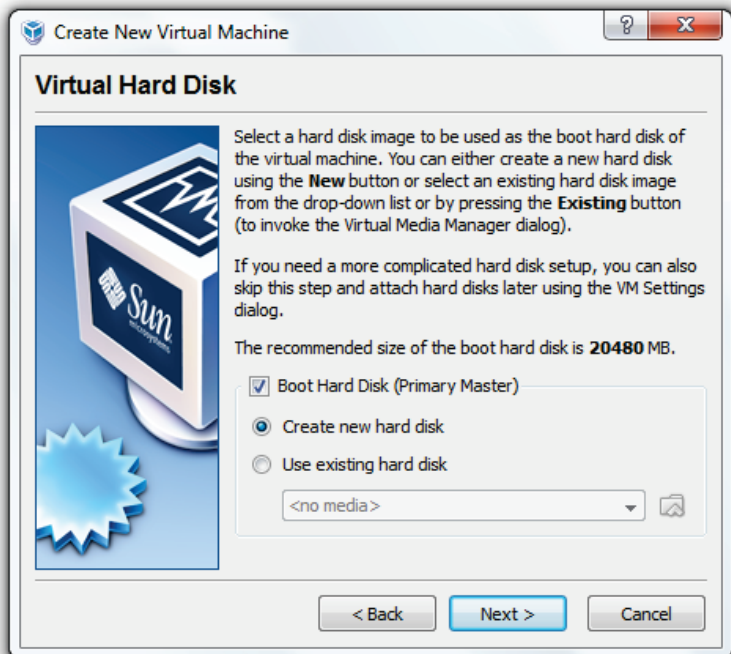 Create New Virtual Machine
Virtual Hard Disk
Select a hard disk image to be used as the boot hard disk of
the virtual machine. You can either create a new hard disk
using the New button or select an existing hard disk image
from the drop-down list or by pressing the Existing button
(to invoke the Virtual Media Manager dialog).
If you need a more complicated hard disk setup, you can also
skip this step and attach hard disks later using the VM Settings
dialog.
The recommended size of the boot hard disk is 20480 MB.
Boot Hard Disk (Primary Master)
Create new hard disk
Use existing hard disk
<no media>
Sun
microsystems
< Back
Next >
Cancel